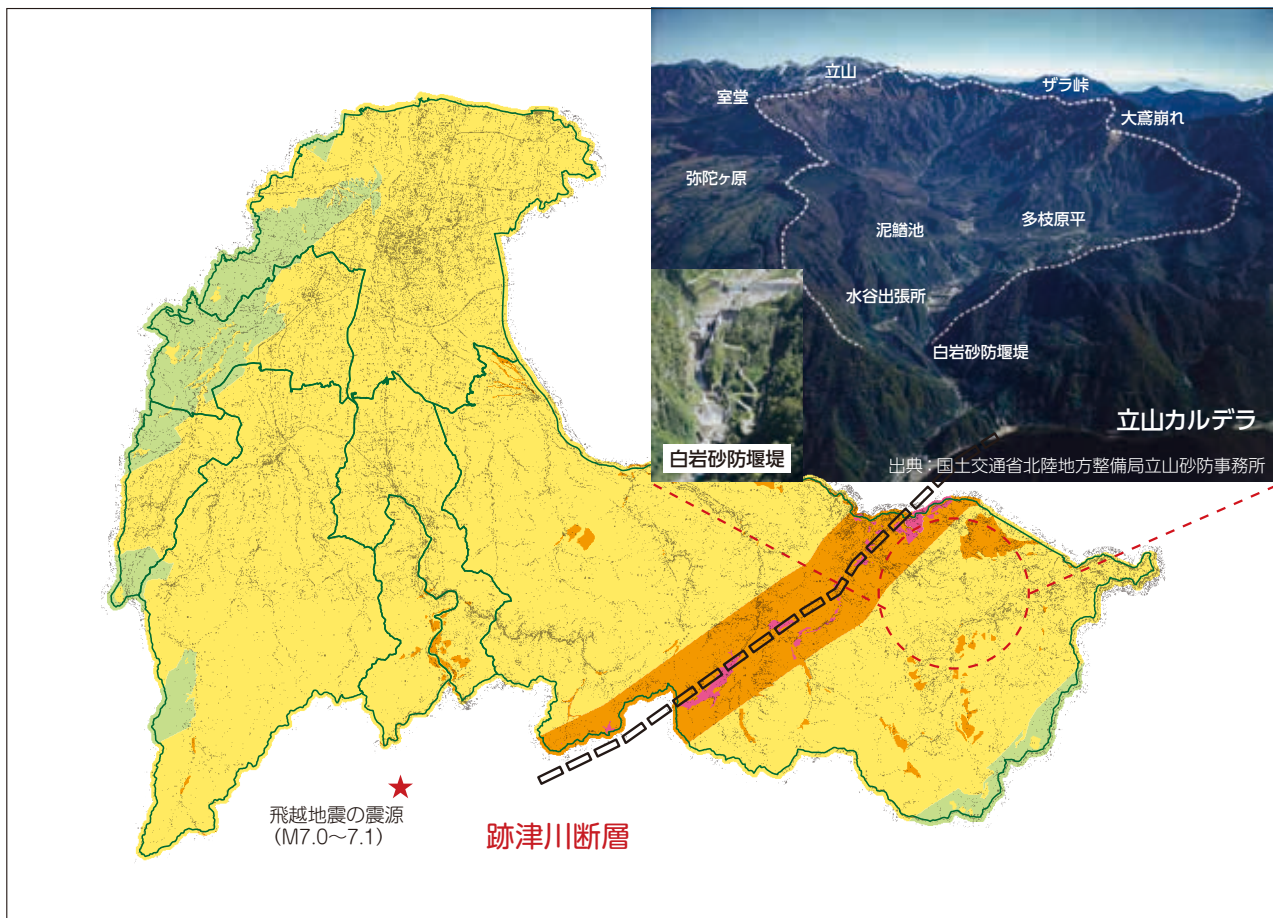 立山
ザラ峠
室堂
大鳶崩れ
弥陀ヶ原
多枝原平
泥鰌池
水谷出張所
白岩砂防堰堤
立山カルデラ
白岩砂防堰堤
出典：国土交通省北陸地方整備局立山砂防事務所
飛越地震の震源
（M7.0〜7.1）
跡津川断層